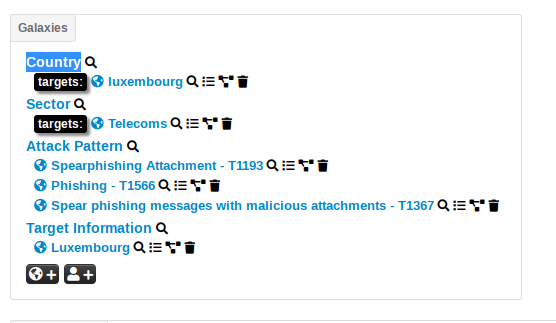 Galaxies
Country
targets: luxembourg
Sector
targets: Telecoms
Attack Pattern
Spearphishing Attachment - T1193
Phishing - T1566
Spear phishing messages with malicious attachments - T1367
Target Information
Luxembourg
+ +